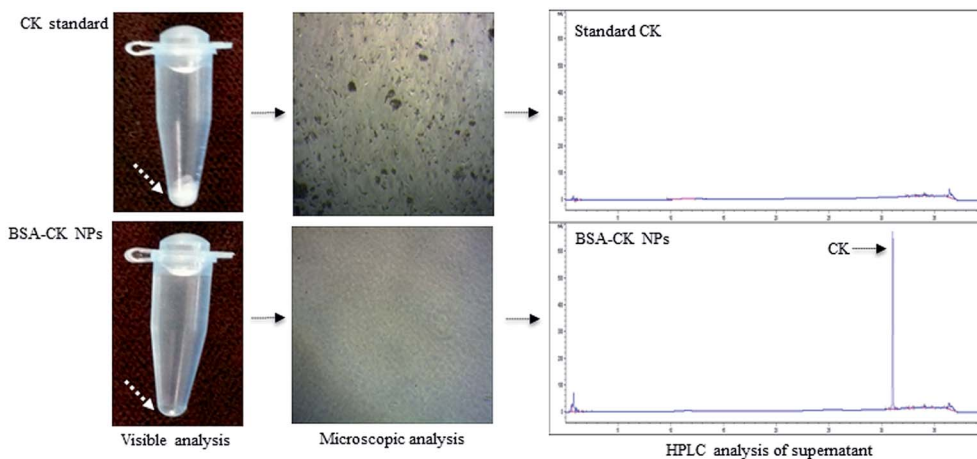 CK standard
Standard CK
BSA-CK NPs
BSA-CK NPs
CK
Visible analysis
Microscopic analysis
HPLC analysis of supernatant